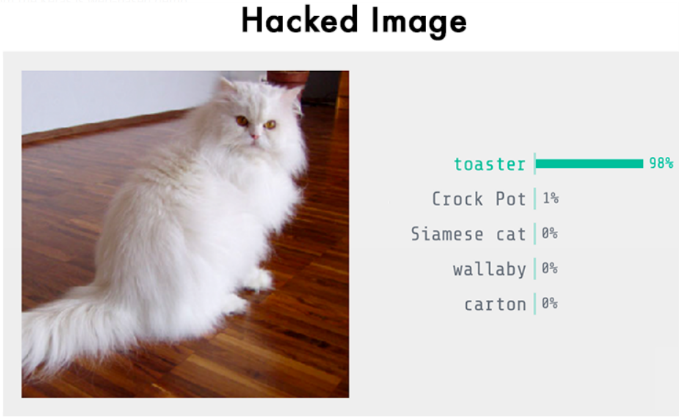 Hacked Image
toaster 98%
Crock Pot 1%
Siamese cat 0%
wallaby 0%
carton 0%